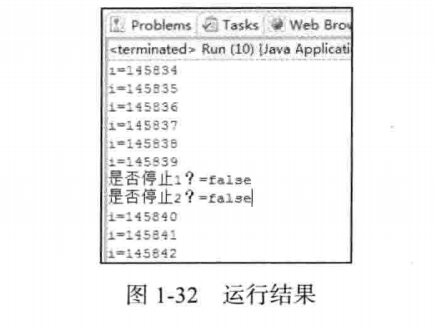 Problems Tasks Web Brow
<terminated> Run (10) [Java Applicati
i=145834
i=145835
i=145836
i=145837
i=145838
i=145839
是否停止1？=false
是否停止2？=false
i=145840
i=145841
i=145842
图 1-32 运行结果